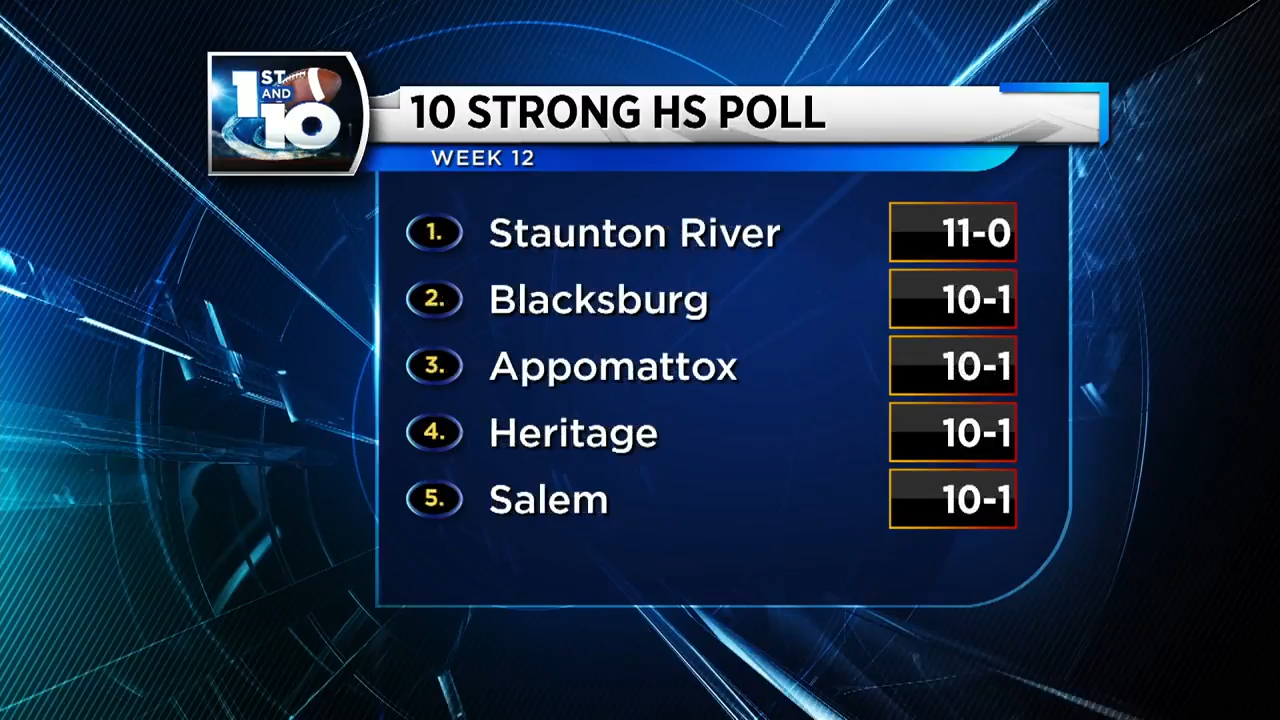 1ST
AND
10
10 STRONG HS POLL
WEEK 12
1. Staunton River 11-0
2. Blacksburg 10-1
3. Appomattox 10-1
4. Heritage 10-1
5. Salem 10-1